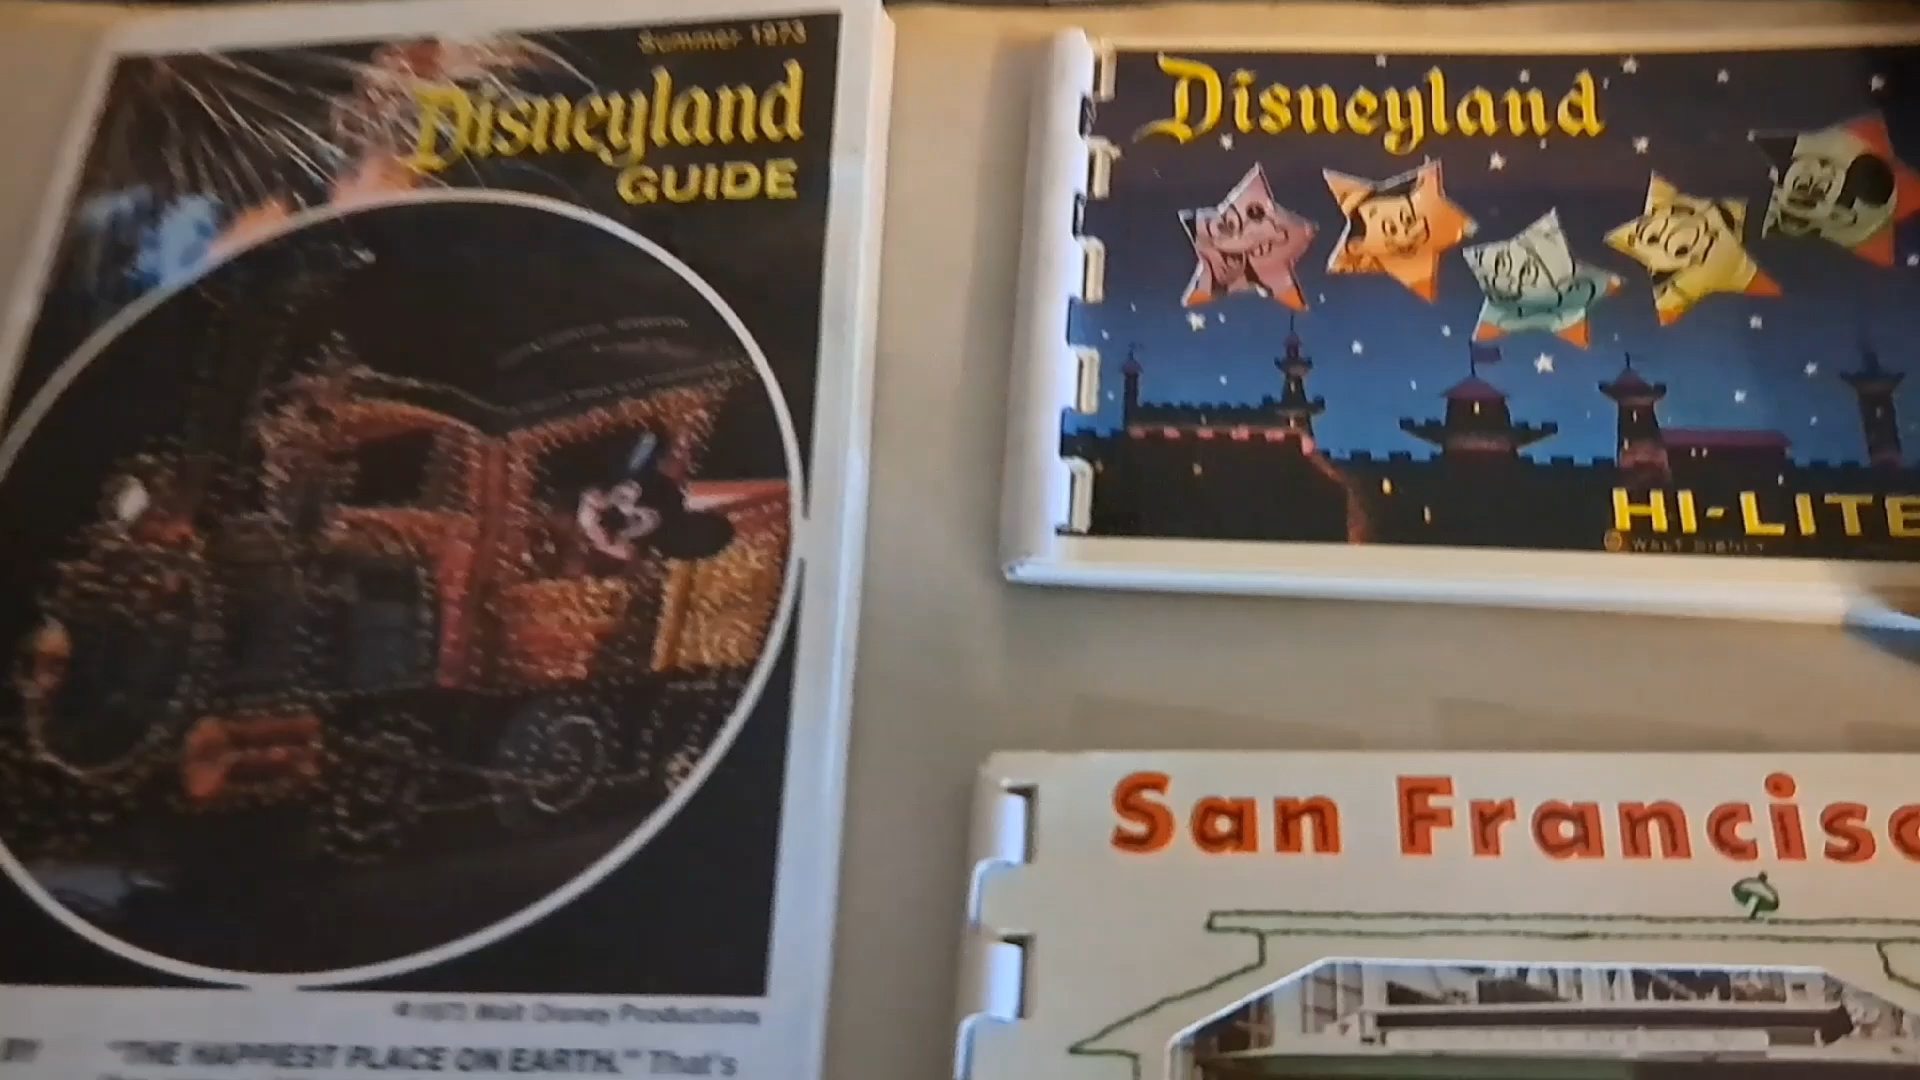 Summer 1973
Disneyland
GUIDE
© 1973 Walt Disney Productions
BY "THE HAPPIEST PLACE ON EARTH." That's
Disneyland
HI-LITE
© WALT DISNEY
San Francisc